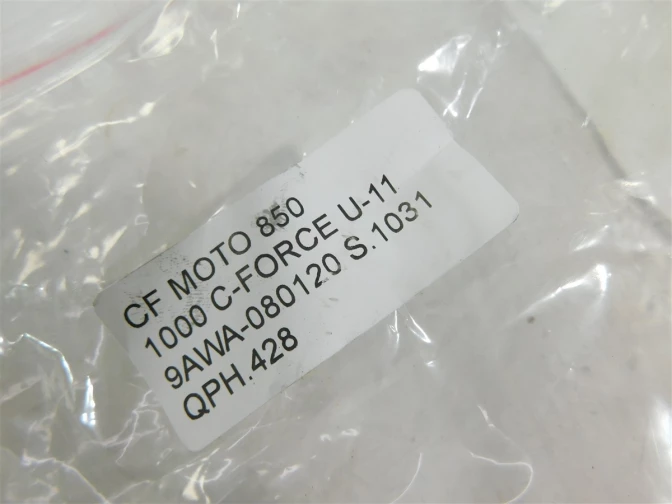 CF MOTO 850
1000 C-FORCE U-11
9AWA-080120 S.1031
QPH.428